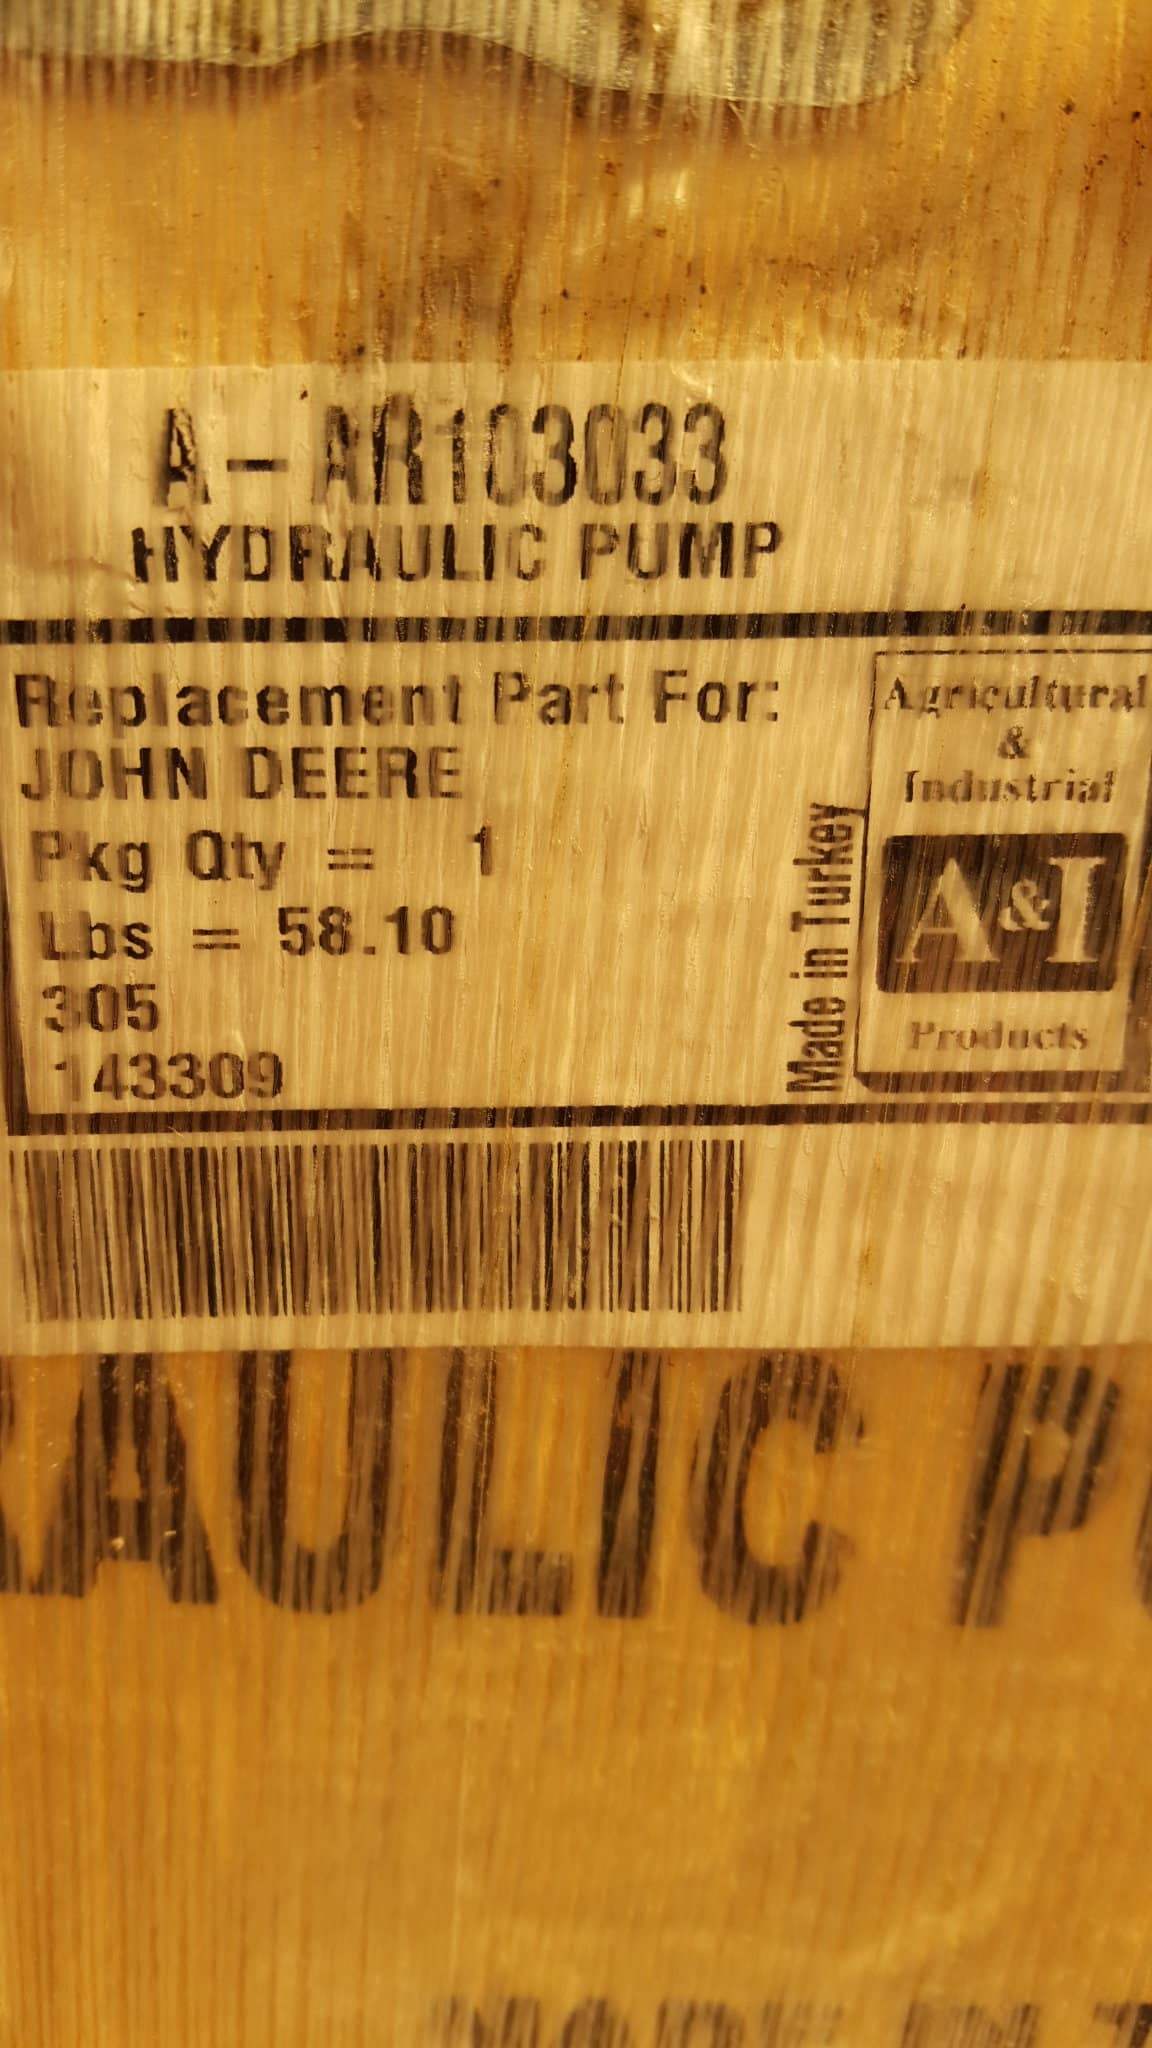 A-AR103033
HYDRAULIC PUMP
Replacement Part For:
JOHN DEERE
Pkg Qty = 1
Lbs = 58.10
305
143309
Made in Turkey
Agricultural
&
Industrial
A&I
Products
AULIC P